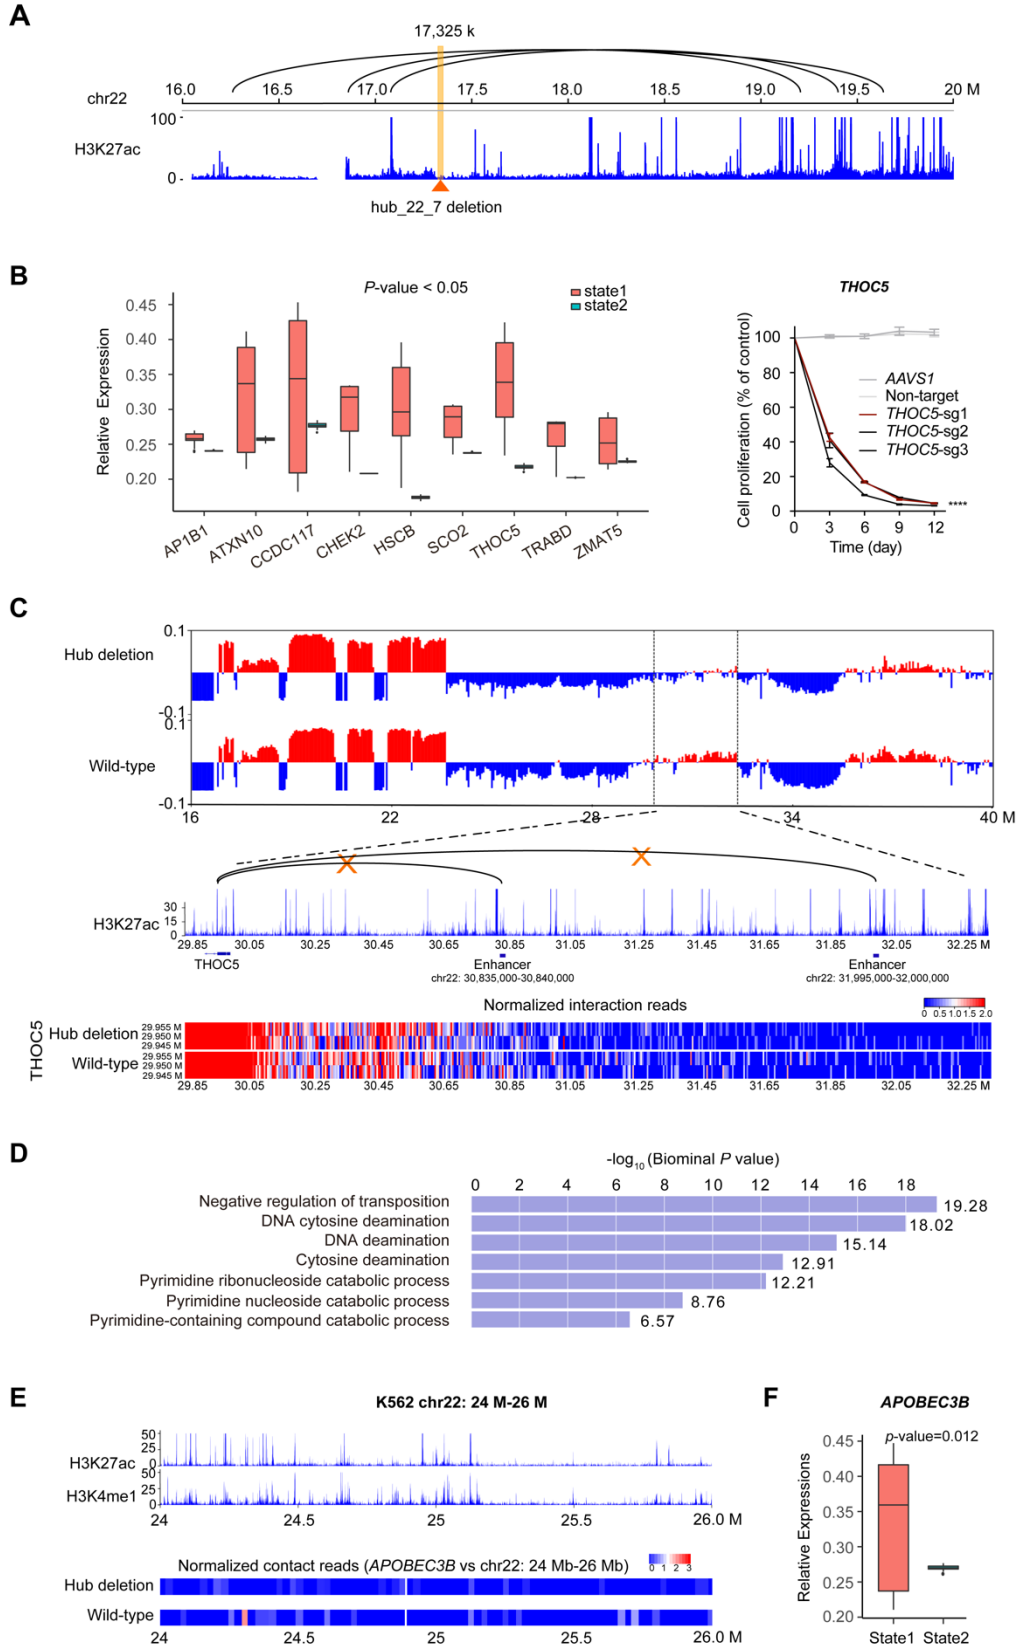 A
17,325 k
16.0 16.5 17.0 17.5 18.0 18.5 19.0 19.5 20 M
chr22
100
H3K27ac
0
hub_22_7 deletion
B
P-value < 0.05
state1
state2
Relative Expression
0.45
0.40
0.35
0.30
0.25
0.20
AP1B1 ATXN10 CCDC117 CHEK2 HSCB SCO2 THOC5 TRABD ZMAT5
THOC5
Cell proliferation (% of control)
100
80
60
40
20
0
AAVS1
Non-target
THOC5-sg1
THOC5-sg2
THOC5-sg3
****
0 3 6 9 12
Time (day)
C
0.1
Hub deletion
-0.1
0.1
Wild-type
-0.1
16 22 28 34 40 M
H3K27ac
30
15
0
29.85 30.05 30.25 30.45 30.65 30.85 31.05 31.25 31.45 31.65 31.85 32.05 32.25 M
THOC5
Enhancer
chr22: 30,835,000-30,840,000
Enhancer
chr22: 31,995,000-32,000,000
Normalized interaction reads
0 0.5 1.0 1.5 2.0
THOC5
Hub deletion
29.955 M
29.950 M
29.945 M
Wild-type
29.955 M
29.950 M
29.945 M
29.85 30.05 30.25 30.45 30.65 30.85 31.05 31.25 31.45 31.65 31.85 32.05 32.25 M
D
-log10 (Biominal P value)
0 2 4 6 8 10 12 14 16 18
Negative regulation of transposition 19.28
DNA cytosine deamination 18.02
DNA deamination 15.14
Cytosine deamination 12.91
Pyrimidine ribonucleoside catabolic process 12.21
Pyrimidine nucleoside catabolic process 8.76
Pyrimidine-containing compound catabolic process 6.57
E
K562 chr22: 24 M-26 M
50
25
0
H3K27ac
50
25
0
H3K4me1
24 24.5 25 25.5 26.0 M
Normalized contact reads (APOBEC3B vs chr22: 24 Mb-26 Mb)
0 1 2 3
Hub deletion
Wild-type
24 24.5 25 25.5 26.0 M
F
APOBEC3B
p-value=0.012
Relative Expressions
0.45
0.40
0.35
0.30
0.25
0.20
State1 State2